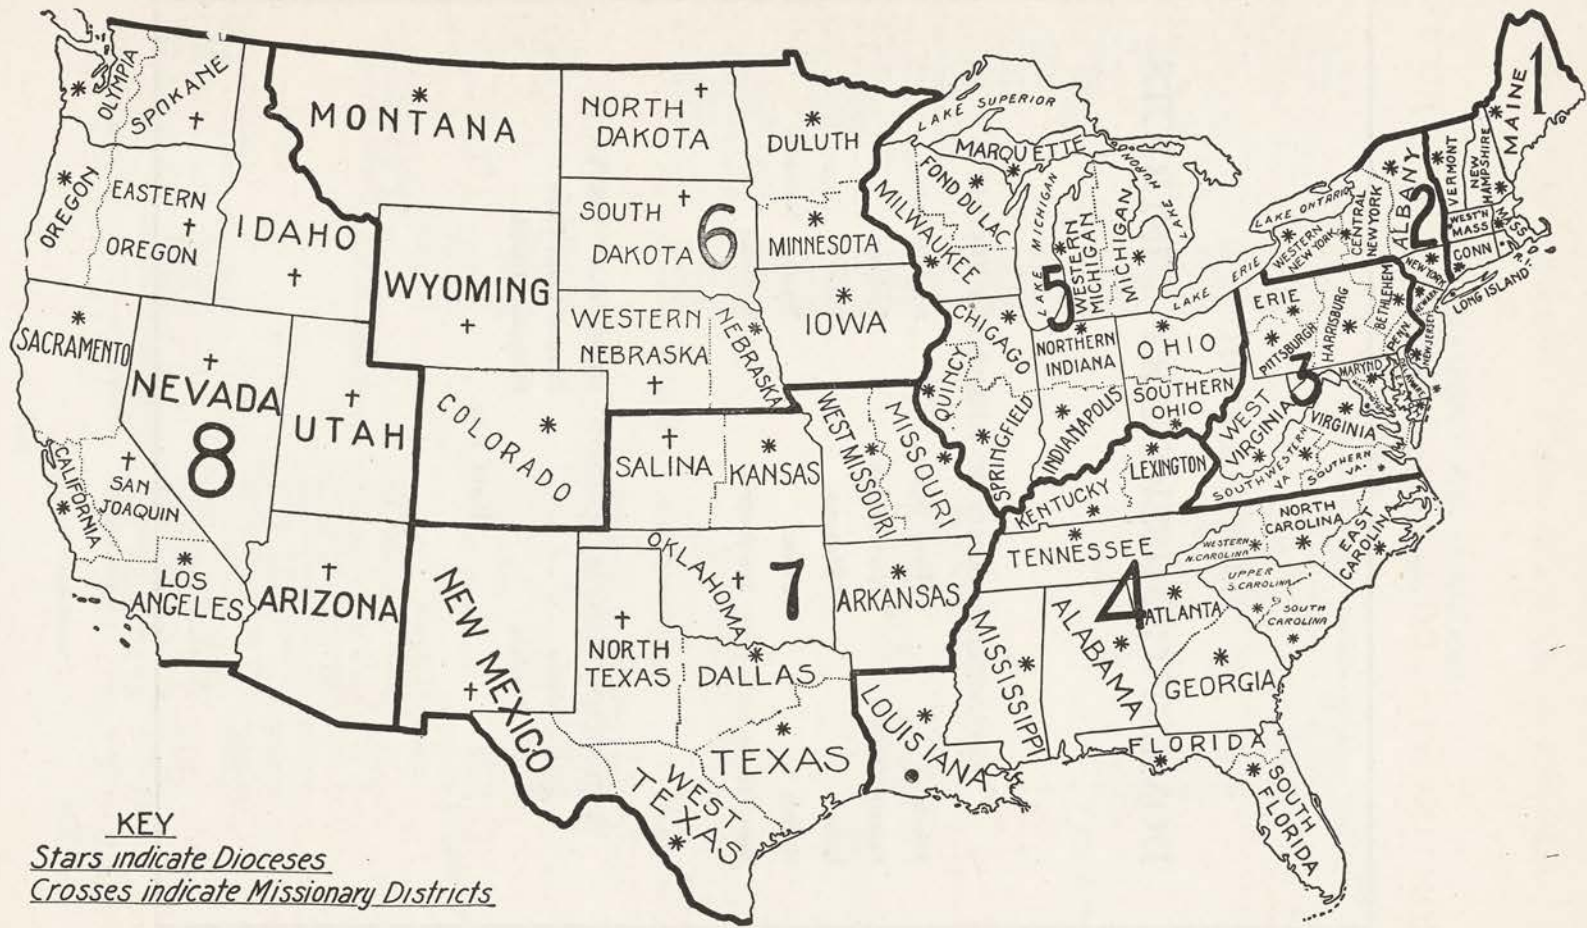 OLYMPIA
SPOKANE
MONTANA
NORTH
DAKOTA
DULUTH
LAKE SUPERIOR
MARQUETTE
MAINE
1
VERMONT
NEW
HAMPSHIRE
OREGON
EASTERN
OREGON
IDAHO
WYOMING
SOUTH
DAKOTA
6
MINNESOTA
FOND DU LAC
MILWAUKEE
LAKE MICHIGAN
WESTERN
MICHIGAN
MICHIGAN
LAKE
HURON
5
LAKE ERIE
LAKE ONTARIO
WESTERN
NEW YORK
CENTRAL
NEW YORK
ALBANY
2
WEST'N
MASS
MASS
CONN
R.I.
NEW YORK
LONG ISLAND
SACRAMENTO
NEVADA
8
UTAH
COLORADO
WESTERN
NEBRASKA
NEBRASKA
IOWA
CHIGAGO
QUINCY
SPRINGFIELD
NORTHERN
INDIANA
INDIANAPOLIS
OHIO
SOUTHERN
OHIO
ERIE
PITTSBURGH
HARRISBURG
BETHLEHEM
PENN.
NEWARK
NEW JERSEY
3
MARYND
WEST
VIRGINIA
VIRGINIA
SOUTHWESTERN
VA
SOUTHERN
VA.
CALIFORNIA
SAN
JOAQUIN
LOS
ANGELES
ARIZONA
NEW MEXICO
SALINA
KANSAS
WEST MISSOURI
MISSOURI
KENTUCKY
LEXINGTON
TENNESSEE
WESTERN
N. CAROLINA
NORTH
CAROLINA
EAST
CAROLINA
OKLAHOMA
7
ARKANSAS
4
UPPER
S. CAROLINA
SOUTH
CAROLINA
ATLANTA
GEORGIA
ALABAMA
MISSISSIPPI
NORTH
TEXAS
DALLAS
TEXAS
WEST
TEXAS
LOUISIANA
FLORIDA
SOUTH
FLORIDA
KEY
Stars indicate Dioceses
Crosses indicate Missionary Districts